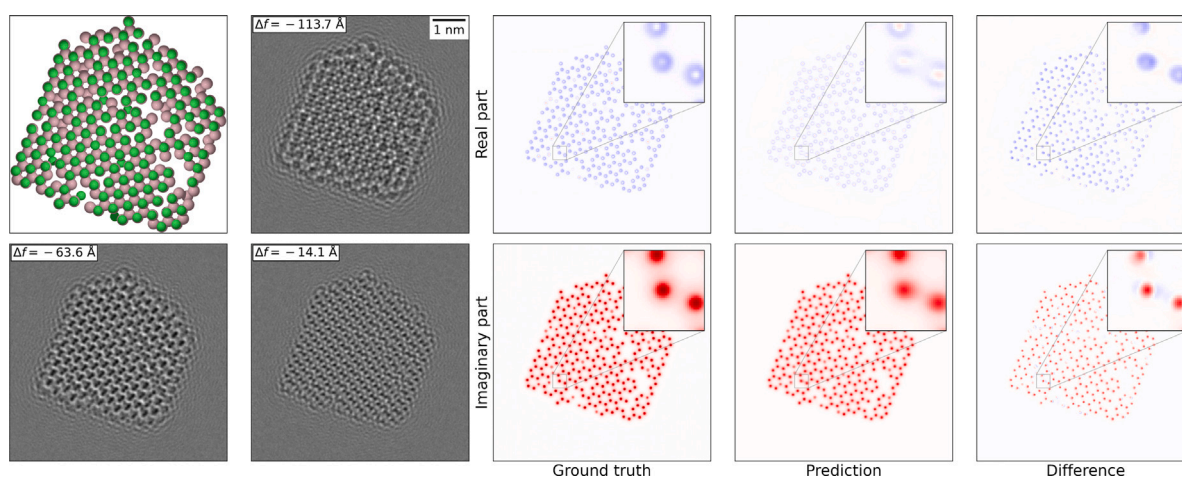 Δf = −113.7 Å
1 nm
Real part
Δf = −63.6 Å
Δf = −14.1 Å
Imaginary part
Ground truth
Prediction
Difference